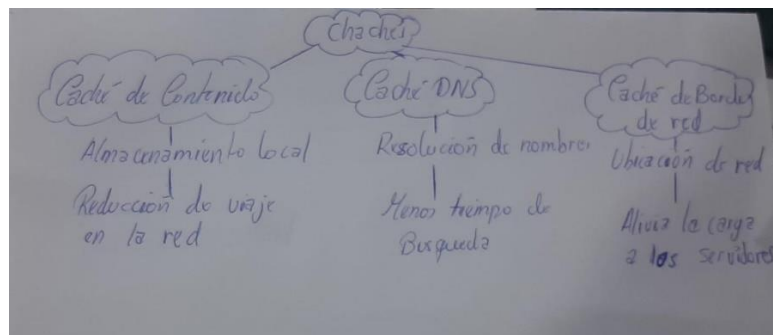 Chachés
Caché de Contenido
Almacenamiento local
Reducción de viaje
en la red
Caché DNS
Resolución de nombres
Menos tiempo de
Busqueda
Caché de Bordes
de red
Ubicación de red
Alivia la carga
a los servidores